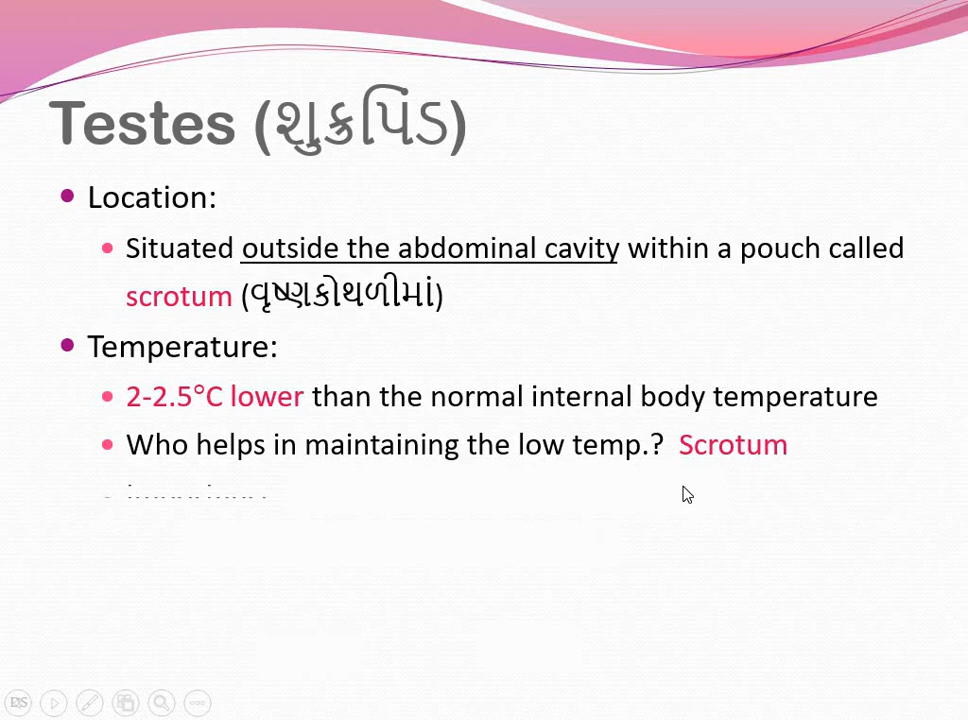 Testes (શુક્રપિંડ)
Location:
Situated outside the abdominal cavity within a pouch called
scrotum (વૃષ્ણકોથળીમાં)
Temperature:
2-2.5°C lower than the normal internal body temperature
Who helps in maintaining the low temp.? Scrotum